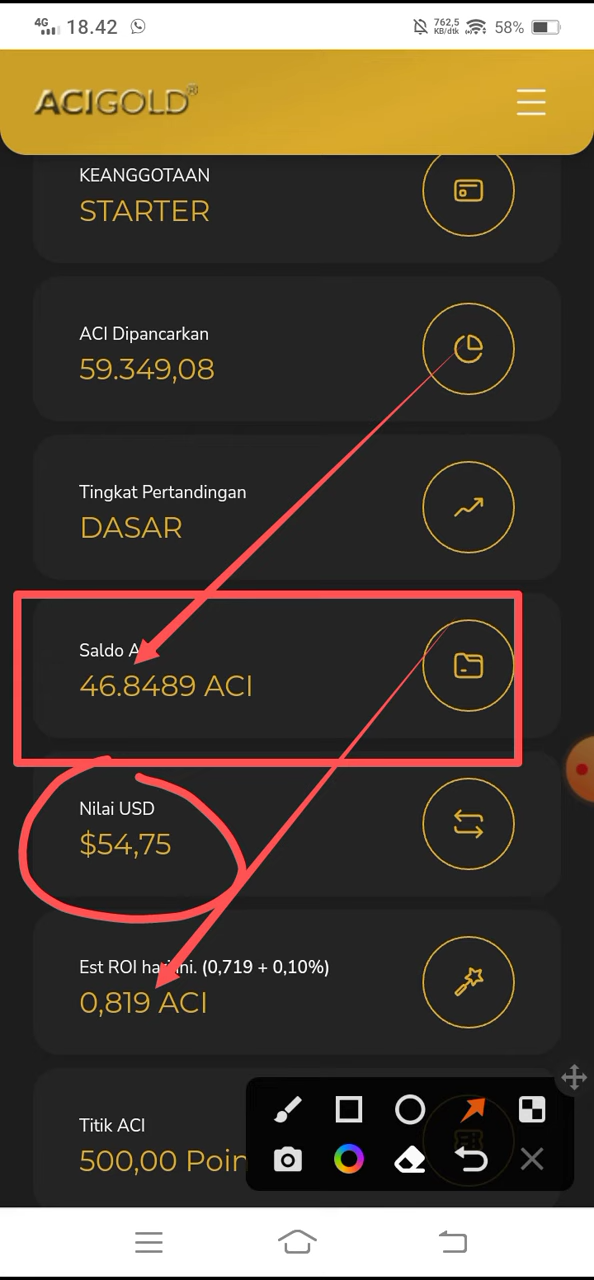 4G 18.42 762,5 KB/dtk 58%
ACIGOLD
KEANGGOTAAN
STARTER
ACI Dipancarkan
59.349,08
Tingkat Pertandingan
DASAR
Saldo A
46.8489 ACI
Nilai USD
$54,75
Est ROI hari ini. (0,719 + 0,10%)
0,819 ACI
Titik ACI
500,00 Poin